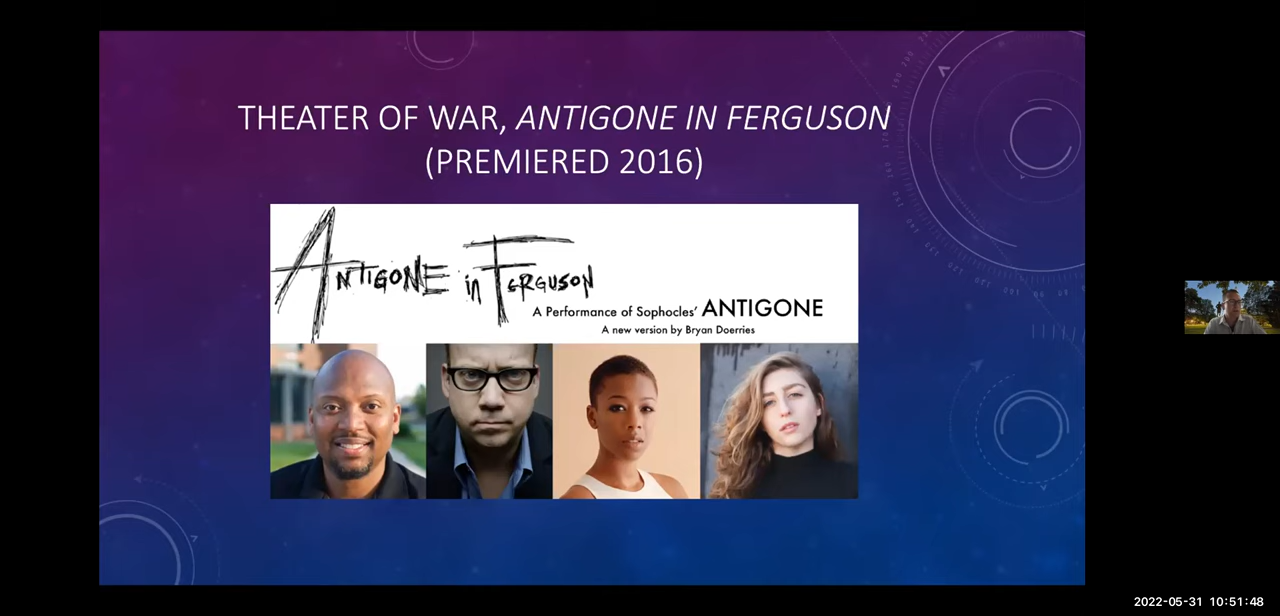 THEATER OF WAR, ANTIGONE IN FERGUSON
(PREMIERED 2016)
ANTIGONE in FERGUSON
A Performance of Sophocles' ANTIGONE
A new version by Bryan Doerries
2022-05-31 10:51:48